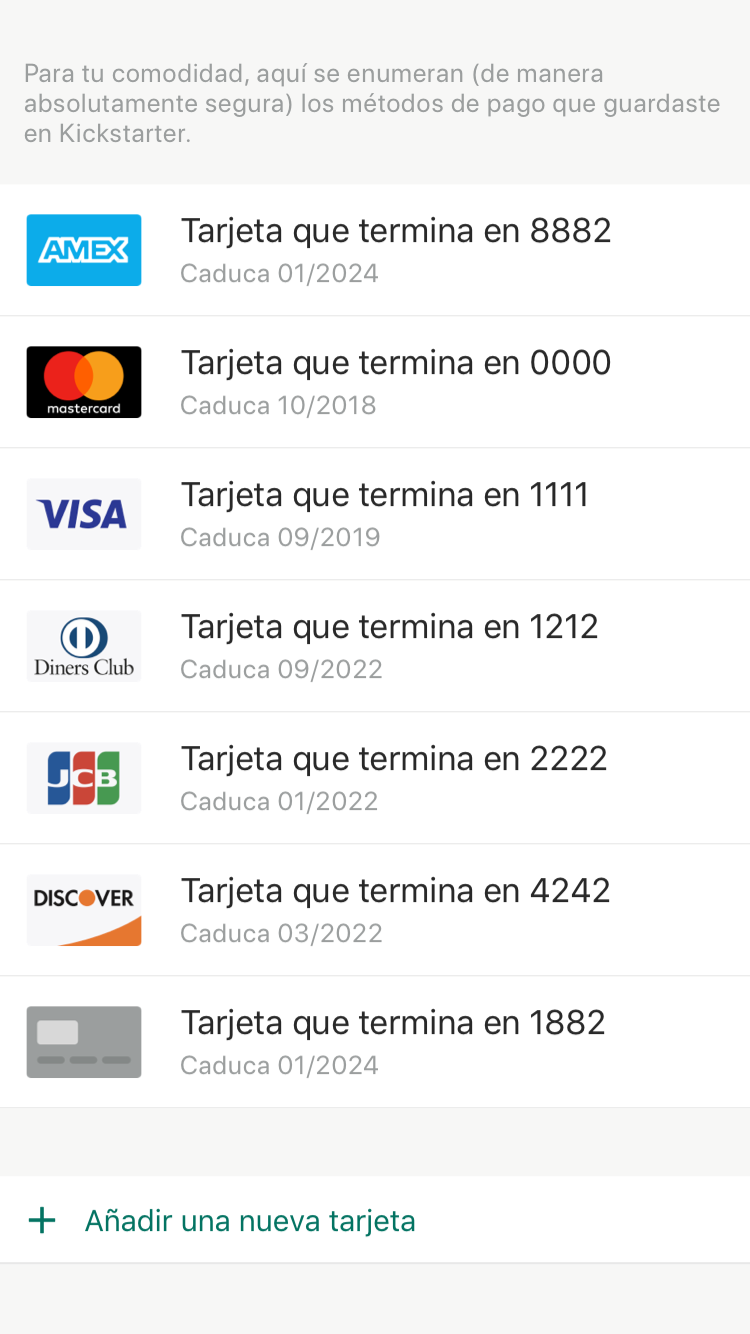 Para tu comodidad, aquí se enumeran (de manera
absolutamente segura) los métodos de pago que guardaste
en Kickstarter.
AMEX
Tarjeta que termina en 8882
Caduca 01/2024
mastercard
Tarjeta que termina en 0000
Caduca 10/2018
VISA
Tarjeta que termina en 1111
Caduca 09/2019
Diners Club
Tarjeta que termina en 1212
Caduca 09/2022
JCB
Tarjeta que termina en 2222
Caduca 01/2022
DISCOVER
Tarjeta que termina en 4242
Caduca 03/2022
Tarjeta que termina en 1882
Caduca 01/2024
+ Añadir una nueva tarjeta